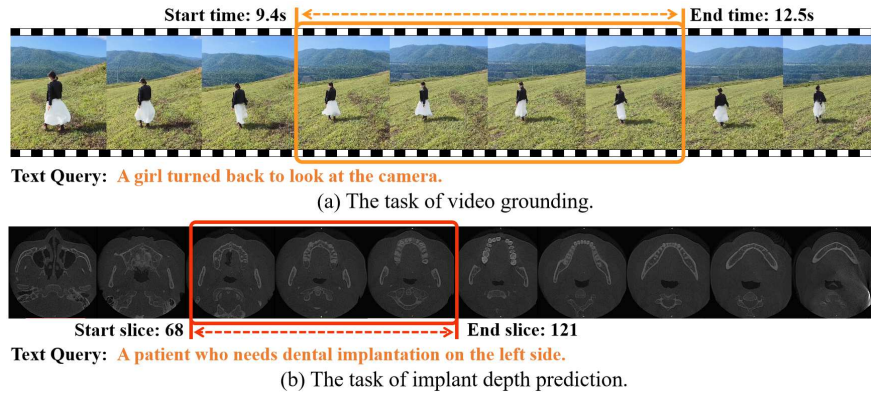 Start time: 9.4s End time: 12.5s
Text Query: A girl turned back to look at the camera.
(a) The task of video grounding.
Start slice: 68 End slice: 121
Text Query: A patient who needs dental implantation on the left side.
(b) The task of implant depth prediction.